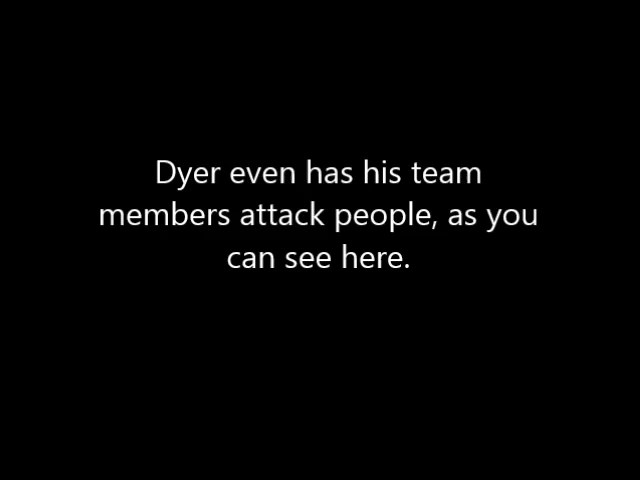 Dyer even has his team
members attack people, as you
can see here.